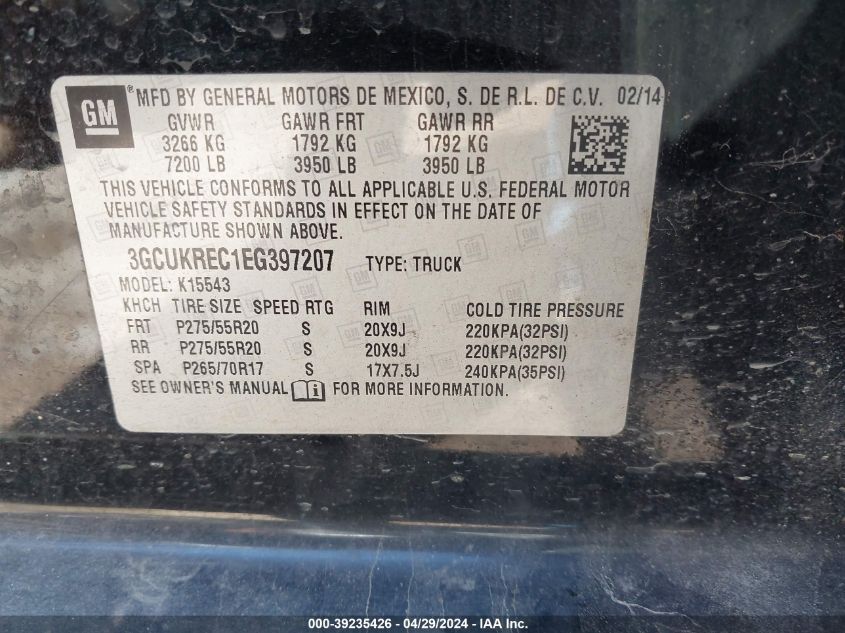 GM ® MFD BY GENERAL MOTORS DE MEXICO, S. DE R.L. DE C.V. 02/14
GVWR GAWR FRT GAWR RR
3266 KG 1792 KG 1792 KG
7200 LB 3950 LB 3950 LB
THIS VEHICLE CONFORMS TO ALL APPLICABLE U.S. FEDERAL MOTOR
VEHICLE SAFETY STANDARDS IN EFFECT ON THE DATE OF
MANUFACTURE SHOWN ABOVE.
3GCUKREC1EG397207 TYPE: TRUCK
MODEL: K15543
KHCH TIRE SIZE SPEED RTG RIM COLD TIRE PRESSURE
FRT P275/55R20 S 20X9J 220KPA(32PSI)
RR P275/55R20 S 20X9J 220KPA(32PSI)
SPA P265/70R17 S 17X7.5J 240KPA(35PSI)
SEE OWNER'S MANUAL FOR MORE INFORMATION.
000-39235426 - 04/29/2024 - IAA Inc.